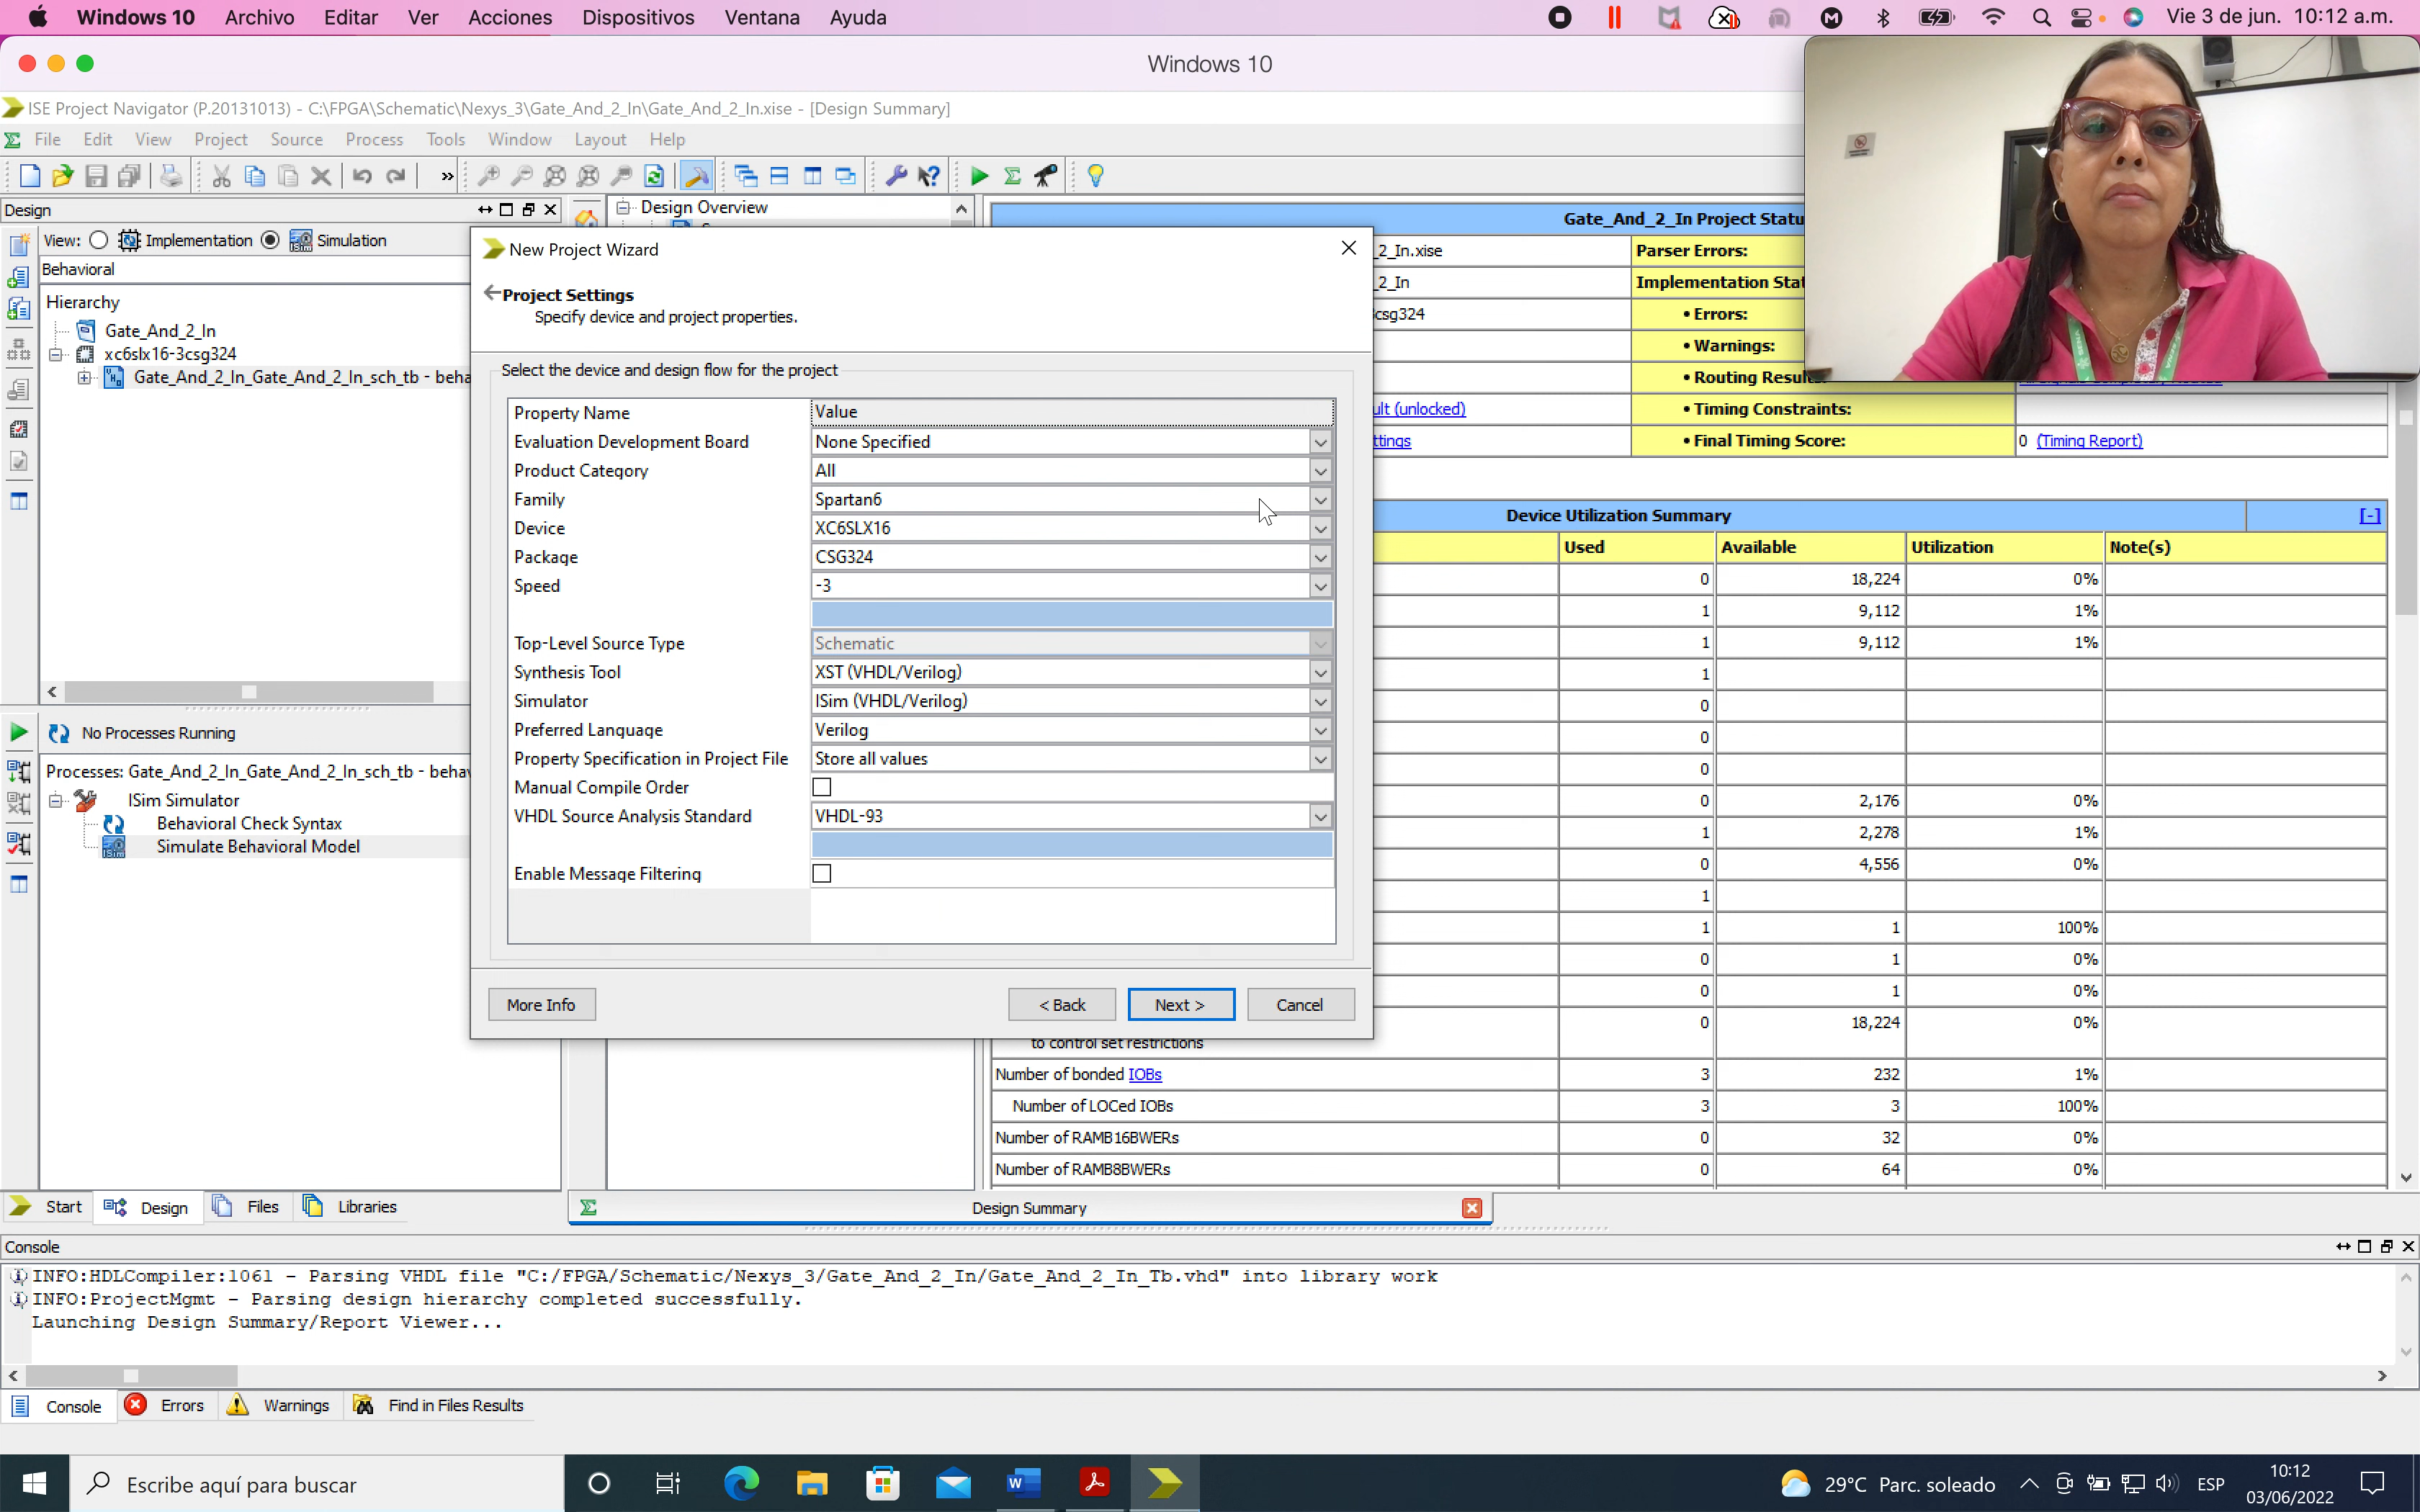 Windows 10 Archivo Editar Ver Acciones Dispositivos Ventana Ayuda Vie 3 de jun. 10:12 a.m.
Windows 10
ISE Project Navigator (P.20131013) - C:\FPGA\Schematic\Nexys_3\Gate_And_2_In\Gate_And_2_In.xise - [Design Summary]
File Edit View Project Source Process Tools Window Layout Help
Design
View: Implementation Simulation
Behavioral
Hierarchy
Gate_And_2_In
xc6slx16-3csg324
Gate_And_2_In_Gate_And_2_In_sch_tb - beha
No Processes Running
Processes: Gate_And_2_In_Gate_And_2_In_sch_tb - beha
ISim Simulator
Behavioral Check Syntax
Simulate Behavioral Model
Start Design Files Libraries
Design Overview
New Project Wizard
Project Settings
Specify device and project properties.
Select the device and design flow for the project
Property Name Value
Evaluation Development Board None Specified
Product Category All
Family Spartan6
Device XC6SLX16
Package CSG324
Speed -3
Top-Level Source Type Schematic
Synthesis Tool XST (VHDL/Verilog)
Simulator ISim (VHDL/Verilog)
Preferred Language Verilog
Property Specification in Project File Store all values
Manual Compile Order
VHDL Source Analysis Standard VHDL-93
Enable Message Filtering
More Info < Back Next > Cancel
Gate_And_2_In Project Statu
_2_In.xise Parser Errors:
_2_In Implementation Stat
csg324 • Errors:
• Warnings:
• Routing Results:
ult (unlocked) • Timing Constraints:
ttings • Final Timing Score: 0 (Timing Report)
Device Utilization Summary [-]
Used Available Utilization Note(s)
0 18,224 0%
1 9,112 1%
1 9,112 1%
1
0
0
0
0 2,176 0%
1 2,278 1%
0 4,556 0%
1
1 1 100%
0 1 0%
0 1 0%
0 18,224 0%
to control set restrictions
Number of bonded IOBs 3 232 1%
Number of LOCed IOBs 3 3 100%
Number of RAMB16BWERs 0 32 0%
Number of RAMB8BWERs 0 64 0%
Design Summary
Console
INFO:HDLCompiler:1061 - Parsing VHDL file "C:/FPGA/Schematic/Nexys_3/Gate_And_2_In/Gate_And_2_In_Tb.vhd" into library work
INFO:ProjectMgmt - Parsing design hierarchy completed successfully.
Launching Design Summary/Report Viewer...
Console Errors Warnings Find in Files Results
Escribe aquí para buscar 29°C Parc. soleado ESP 10:12
03/06/2022